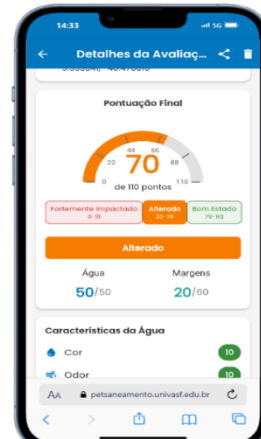 14:33
5G
Detalhes da Avaliaç...
Pontuação Final
0 22 44 66 88 110
70
de 110 pontos
Fortemente Impactado
0-31
Alterado
32-78
Bom Estado
79-110
Alterado
Água
Margens
50/50
20/60
Características da Água
Cor 10
Odor 10
AA petsaneamento.univasf.edu.br